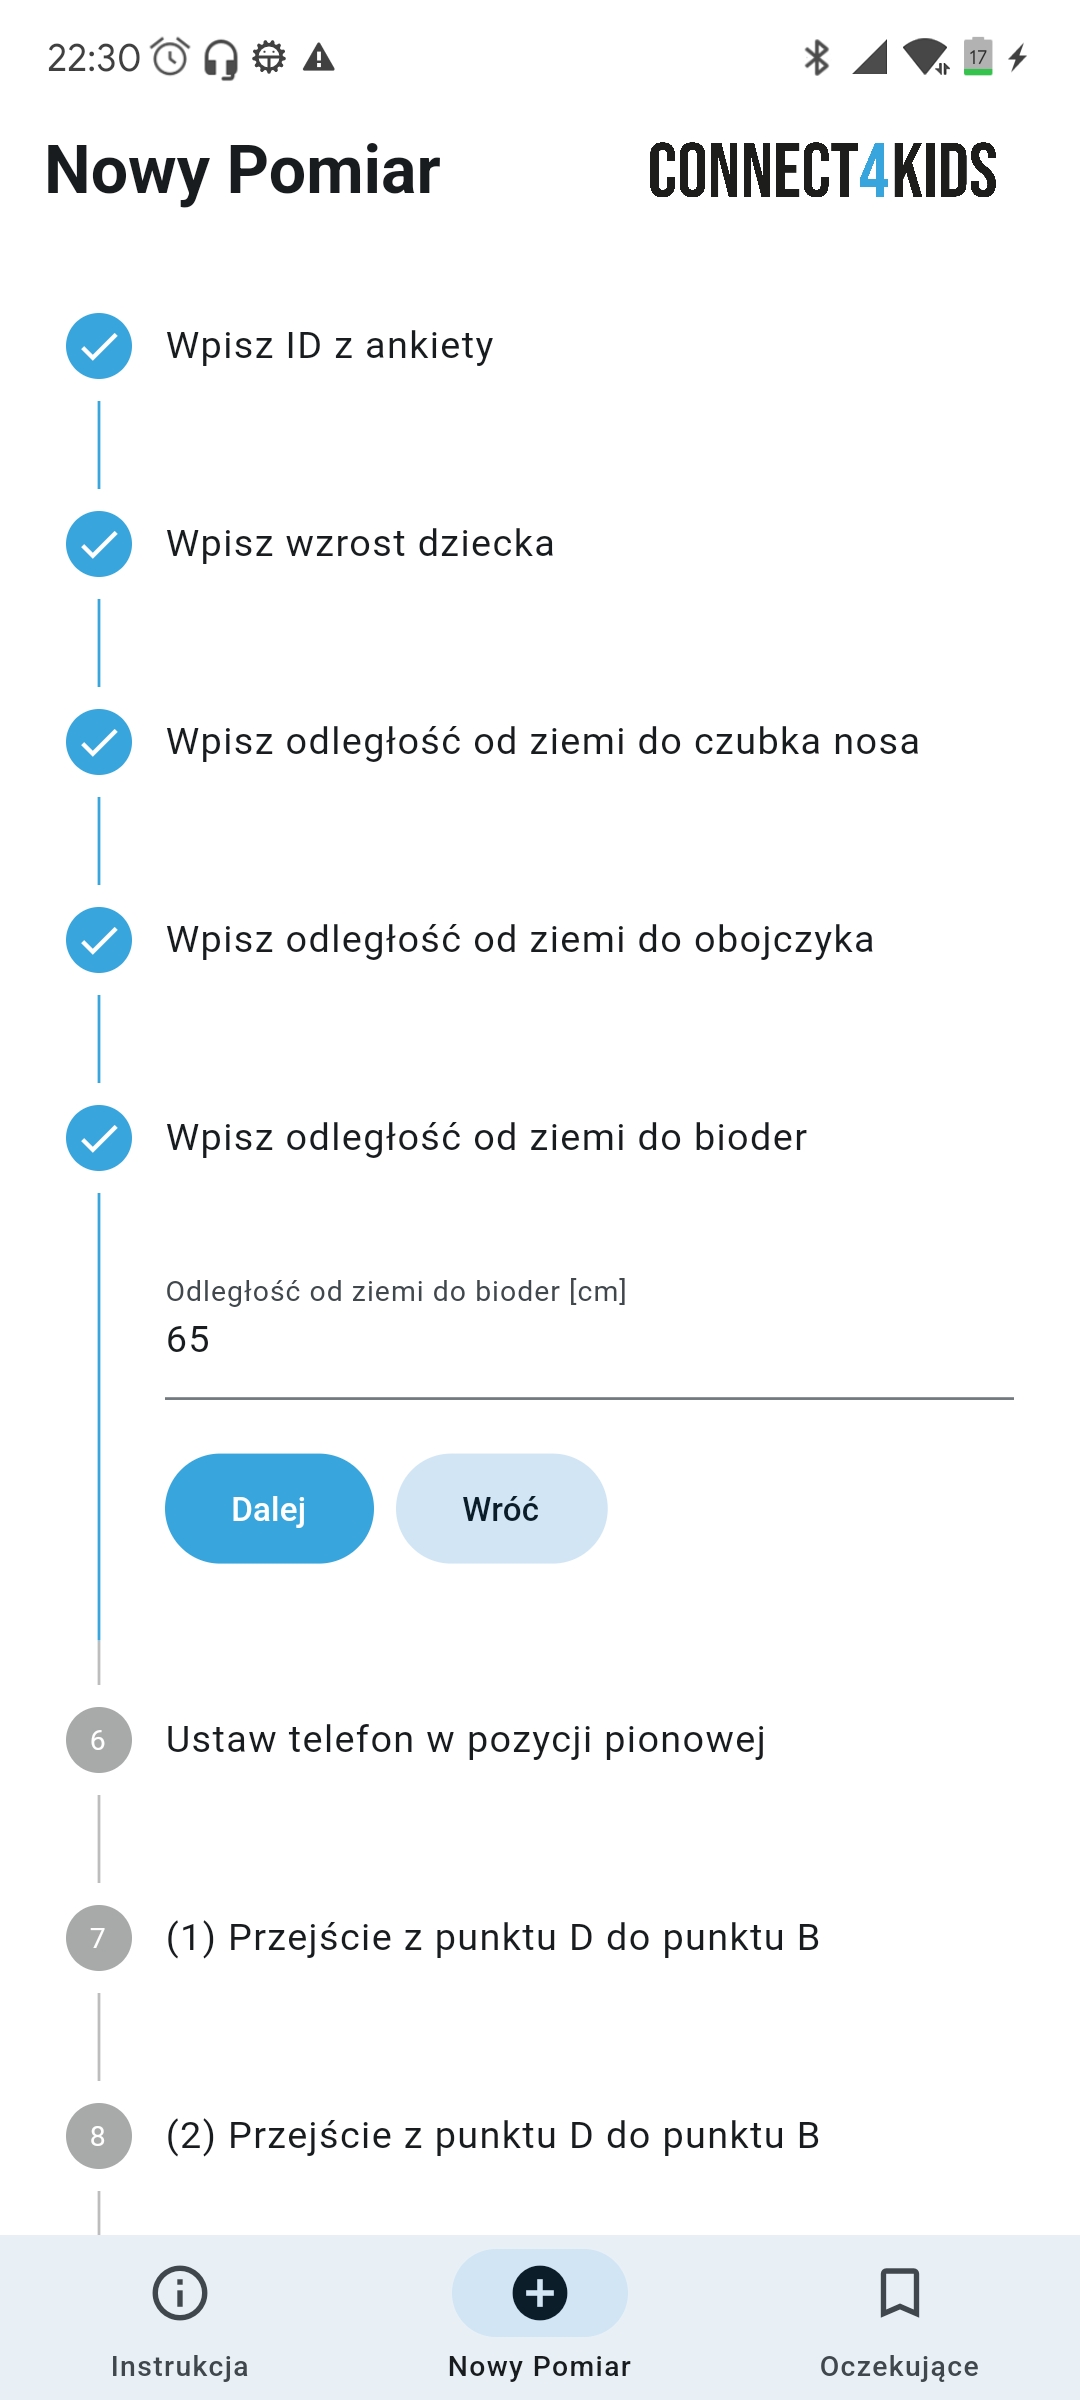 22:30
17
Nowy Pomiar
CONNECT4KIDS
Wpisz ID z ankiety
Wpisz wzrost dziecka
Wpisz odległość od ziemi do czubka nosa
Wpisz odległość od ziemi do obojczyka
Wpisz odległość od ziemi do bioder
Odległość od ziemi do bioder [cm]
65
Dalej
Wróć
6
Ustaw telefon w pozycji pionowej
7
(1) Przejście z punktu D do punktu B
8
(2) Przejście z punktu D do punktu B
Instrukcja
Nowy Pomiar
Oczekujące